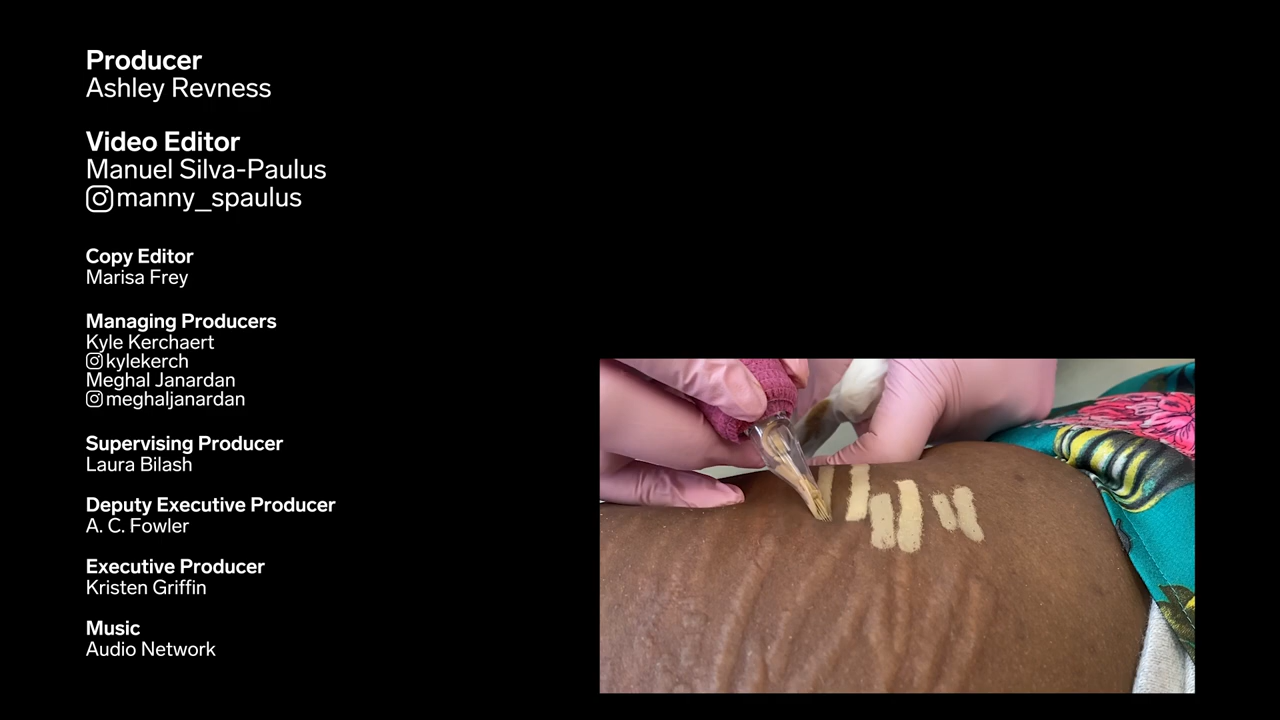 Producer
Ashley Revness
Video Editor
Manuel Silva-Paulus
manny_spaulus
Copy Editor
Marisa Frey
Managing Producers
Kyle Kerchaert
kylekerch
Meghal Janardan
meghaljanardan
Supervising Producer
Laura Bilash
Deputy Executive Producer
A. C. Fowler
Executive Producer
Kristen Griffin
Music
Audio Network